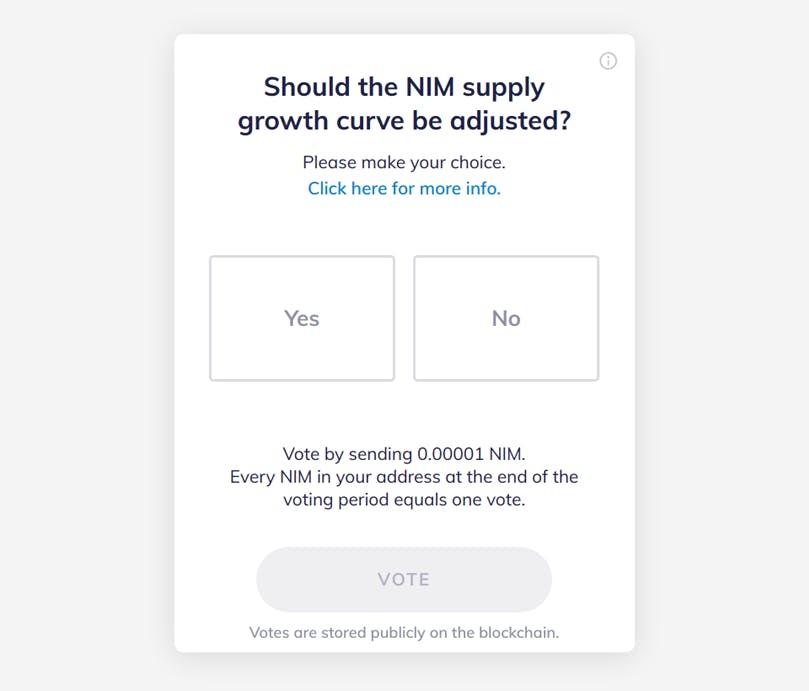 Should the NIM supply
growth curve be adjusted?
Please make your choice.
Click here for more info.
Yes
No
Vote by sending 0.00001 NIM.
Every NIM in your address at the end of the
voting period equals one vote.
VOTE
Votes are stored publicly on the blockchain.